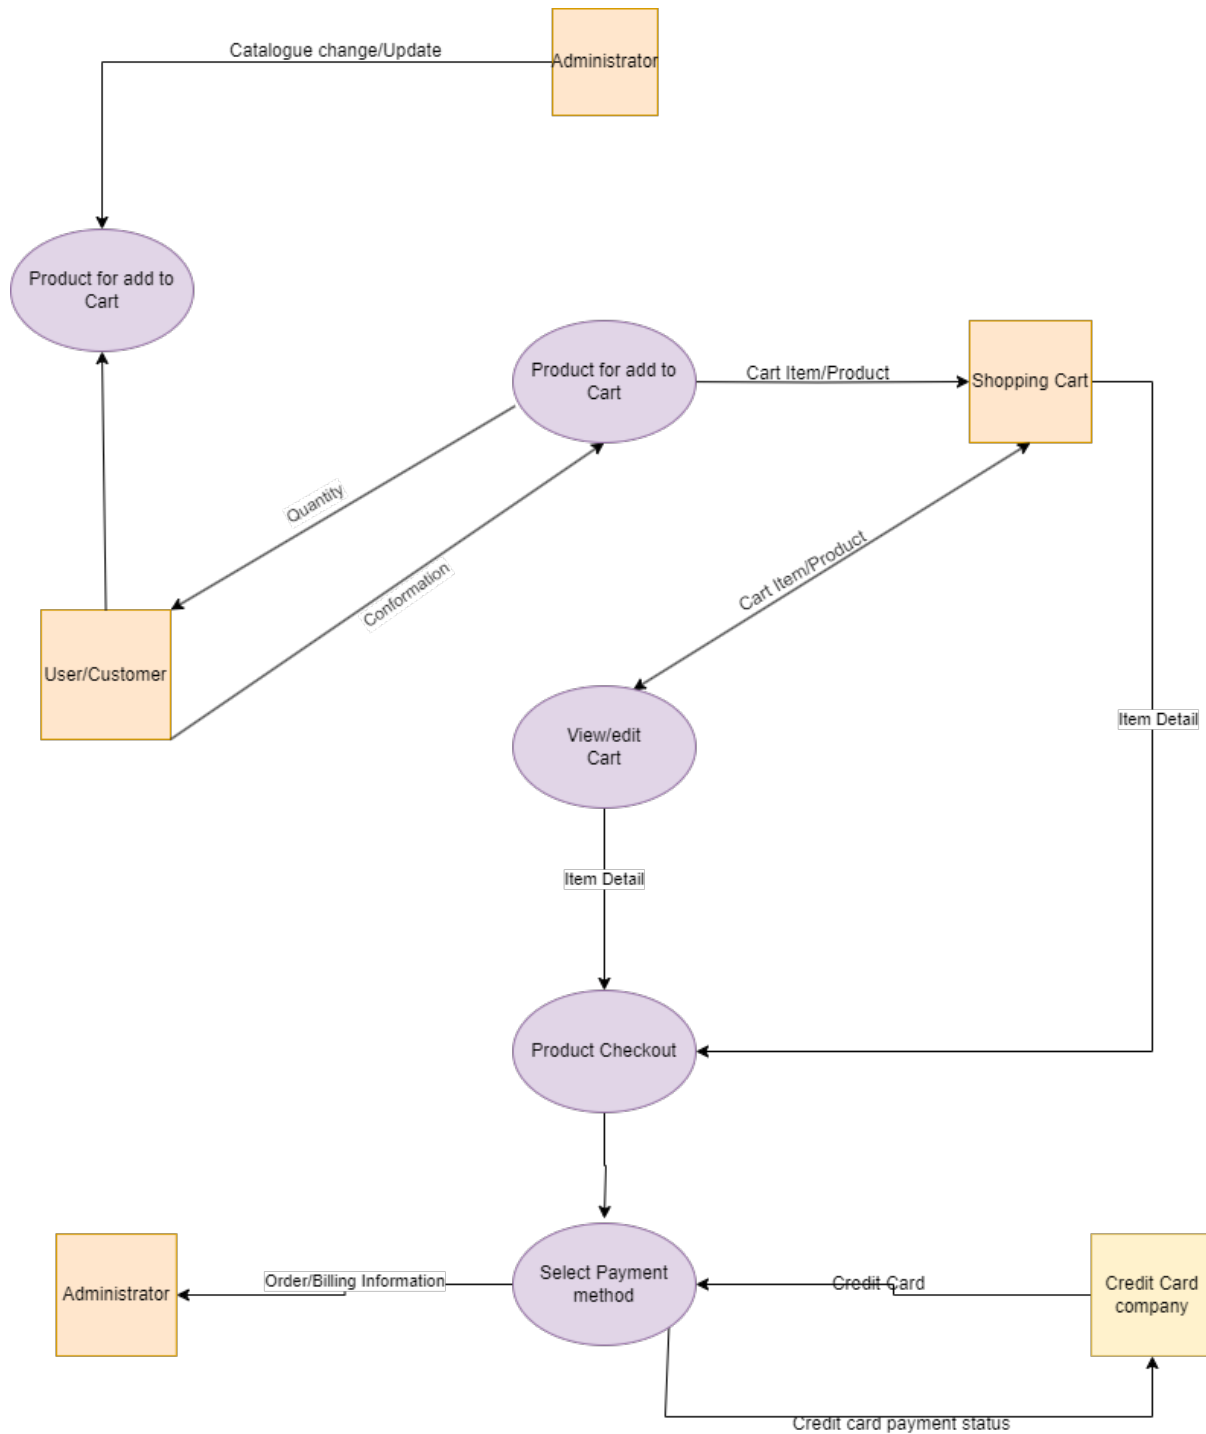 Catalogue change/Update
Administrator
Product for add to
Cart
Product for add to
Cart
Cart Item/Product
Shopping Cart
Quantity
Conformation
Cart Item/Product
User/Customer
View/edit
Cart
Item Detail
Item Detail
Product Checkout
Administrator
Order/Billing Information
Select Payment
method
Credit Card
Credit Card
company
Credit card payment status